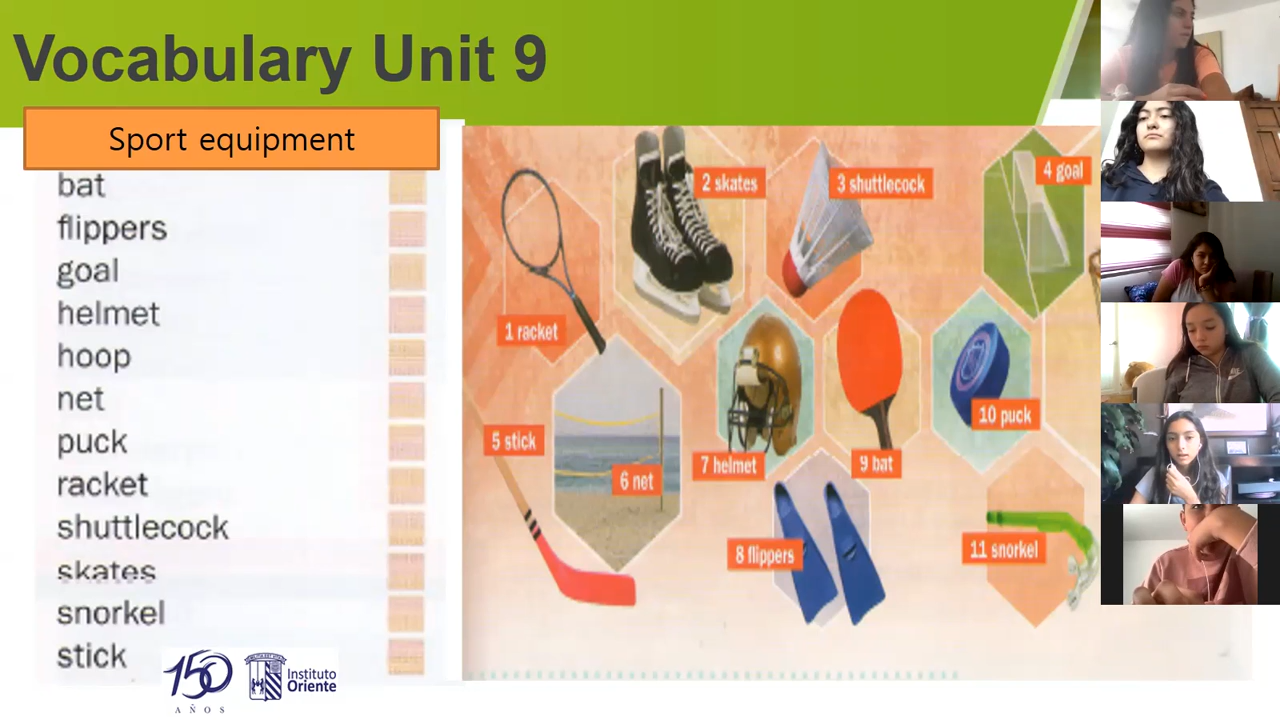 Vocabulary Unit 9
Sport equipment
bat
flippers
goal
helmet
hoop
net
puck
racket
shuttlecock
skates
snorkel
stick
1 racket
2 skates
3 shuttlecock
4 goal
5 stick
6 net
7 helmet
8 flippers
9 bat
10 puck
11 snorkel
150
AÑOS
Instituto
Oriente